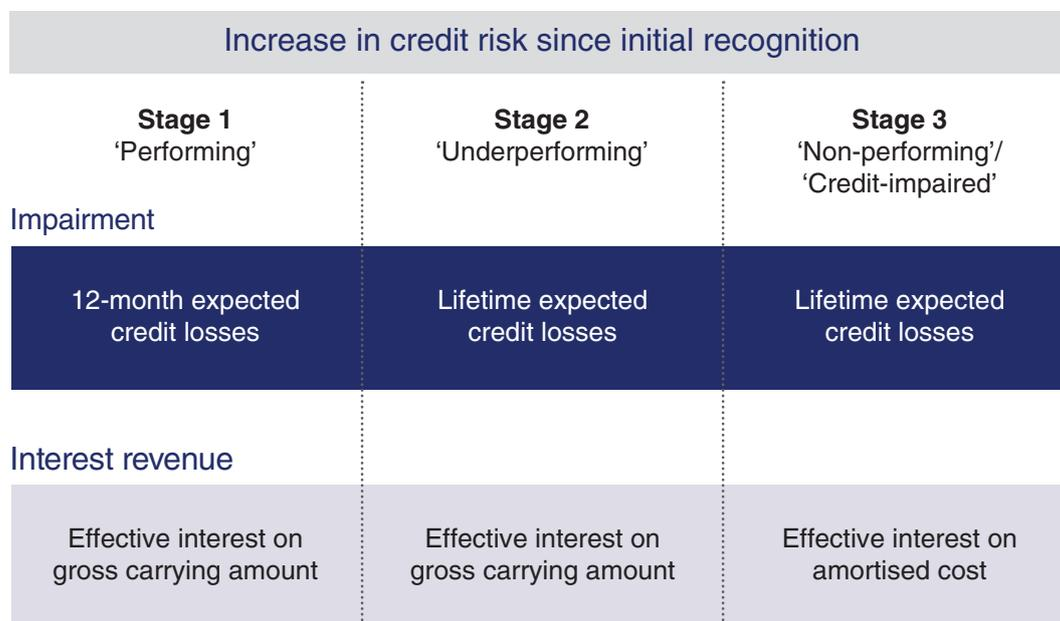 Increase in credit risk since initial recognition
Stage 1
‘Performing’
Stage 2
‘Underperforming’
Stage 3
‘Non-performing’/
‘Credit-impaired’
Impairment
12-month expected
credit losses
Lifetime expected
credit losses
Lifetime expected
credit losses
Interest revenue
Effective interest on
gross carrying amount
Effective interest on
gross carrying amount
Effective interest on
amortised cost